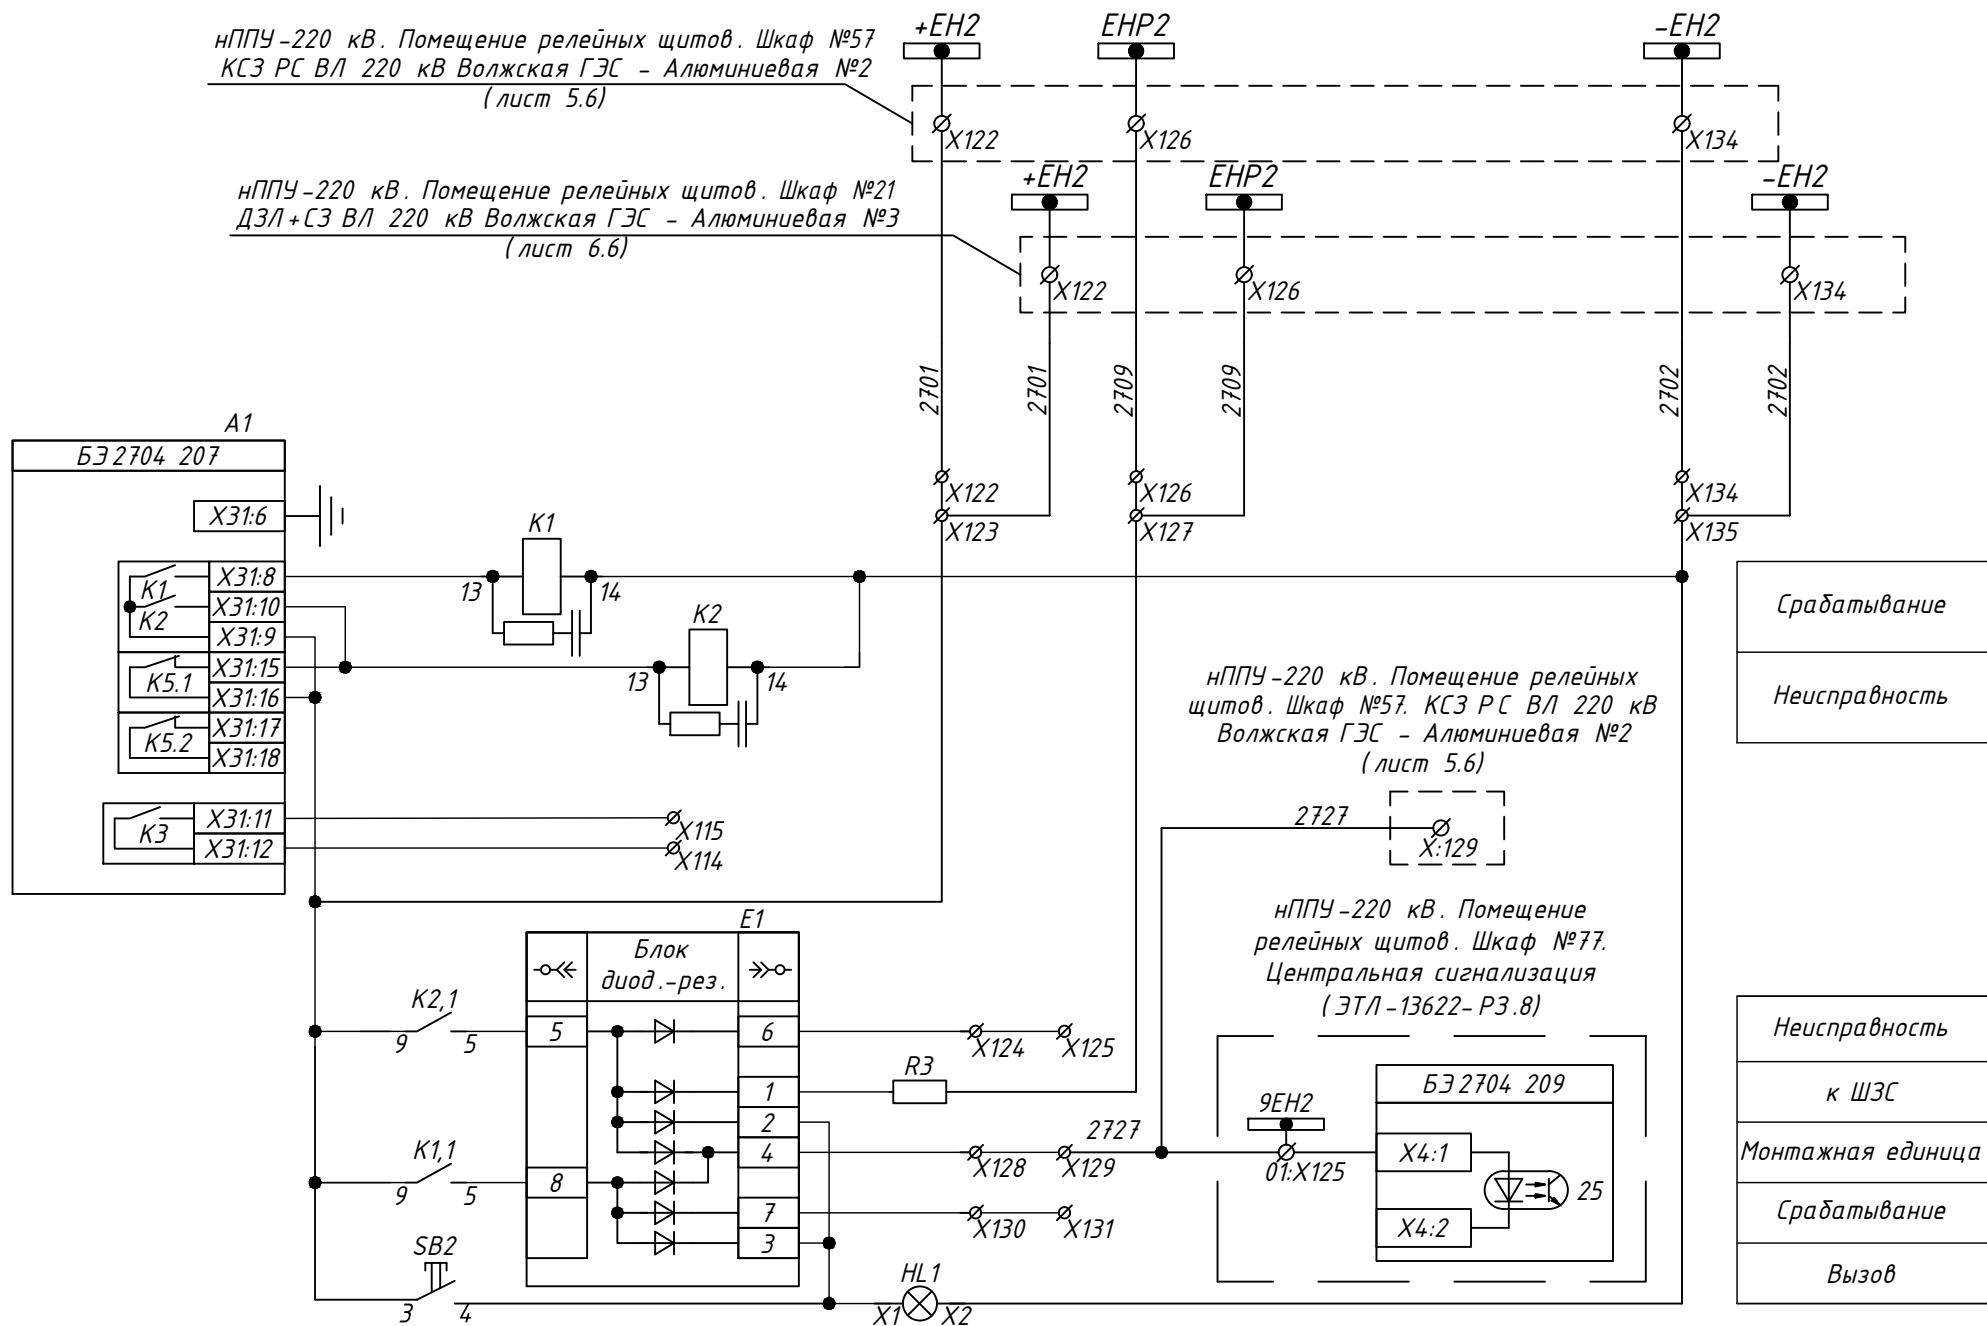 +EH2
EHP2
-EH2
нППУ-220 кВ. Помещение релейных щитов. Шкаф №57
КСЗ РС ВЛ 220 кВ Волжская ГЭС - Алюминиевая №2
(лист 5.6)
X122
X126
X134
+EH2
EHP2
-EH2
нППУ-220 кВ. Помещение релейных щитов. Шкаф №21
ДЗЛ+СЗ ВЛ 220 кВ Волжская ГЭС - Алюминиевая №3
(лист 6.6)
X122
X126
X134
2701
2701
2709
2709
2702
2702
X122
X126
X134
X123
X127
X135
A1
БЭ2704 207
X31:6
K1
X31:8
K2
X31:10
X31:9
K5.1
X31:15
X31:16
K5.2
X31:17
X31:18
K3
X31:11
X31:12
K1
13
14
K2
13
14
X115
X114
Срабатывание
Неисправность
нППУ-220 кВ. Помещение релейных
щитов. Шкаф №57. КСЗ РС ВЛ 220 кВ
Волжская ГЭС - Алюминиевая №2
(лист 5.6)
2727
X:129
нППУ-220 кВ. Помещение
релейных щитов. Шкаф №77.
Центральная сигнализация
(ЭТЛ-13622-РЗ.8)
E1
Блок
диод.-рез.
K2,1
9
5
5
6
X124
X125
1
R3
2
4
X128
X129
2727
K1,1
9
5
8
7
X130
X131
3
SB2
3
4
HL1
X1
X2
9EH2
01:X125
БЭ2704 209
X4:1
X4:2
25
Неисправность
к ШЗС
Монтажная единица
Срабатывание
Вызов